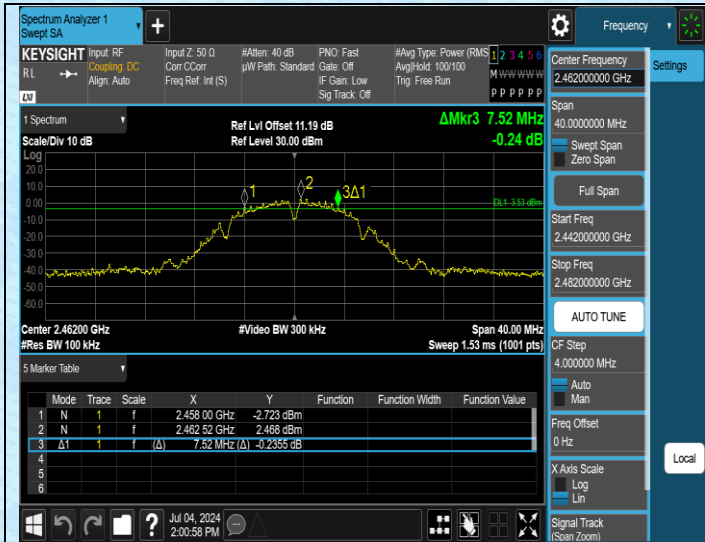 Spectrum Analyzer 1
Swept SA
Frequency
KEYSIGHT
RL
LXI
Input: RF
Coupling: DC
Align: Auto
Input Z: 50 Ω
Corr CCorr
Freq Ref: Int (S)
#Atten: 40 dB
µW Path: Standard
PNO: Fast
Gate: Off
IF Gain: Low
Sig Track: Off
#Avg Type: Power (RMS
Avg|Hold: 100/100
Trig: Free Run
1 2 3 4 5 6
M W W W W W
P P P P P P
Settings
1 Spectrum
Scale/Div 10 dB
Ref Lvl Offset 11.19 dB
Ref Level 30.00 dBm
ΔMkr3 7.52 MHz
-0.24 dB
Log
20.0
10.0
0.00
-10.0
-20.0
-30.0
-40.0
-50.0
-60.0
1
2
3Δ1
DL1 -3.53 dBm
Center 2.46200 GHz
#Res BW 100 kHz
#Video BW 300 kHz
Span 40.00 MHz
Sweep 1.53 ms (1001 pts)
5 Marker Table
Mode Trace Scale X Y Function Function Width Function Value
1 N 1 f 2.458 00 GHz -2.723 dBm
2 N 1 f 2.462 52 GHz 2.468 dBm
3 Δ1 1 f (Δ) 7.52 MHz (Δ) -0.2355 dB
4
5
6
Center Frequency
2.462000000 GHz
Span
40.0000000 MHz
Swept Span
Zero Span
Full Span
Start Freq
2.442000000 GHz
Stop Freq
2.482000000 GHz
AUTO TUNE
CF Step
4.000000 MHz
Auto
Man
Freq Offset
0 Hz
X Axis Scale
Log
Lin
Signal Track
(Span Zoom)
Local
?
Jul 04, 2024
2:00:58 PM